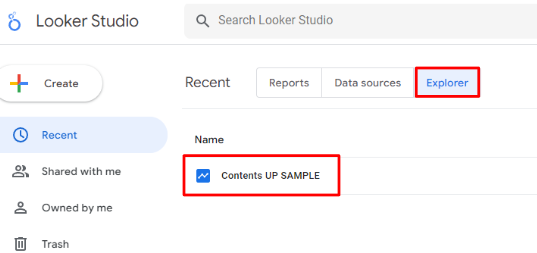 Looker Studio
Search Looker Studio
Create
Recent
Reports
Data sources
Explorer
Recent
Name
Shared with me
Contents UP SAMPLE
Owned by me
Trash